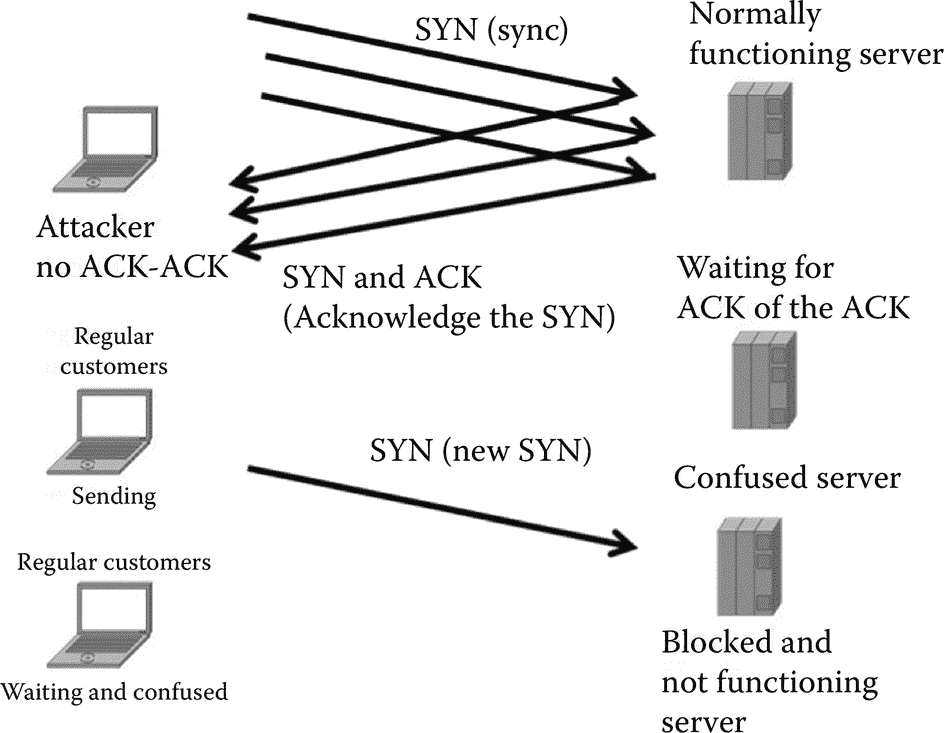 SYN (sync)
Normally
functioning server
Attacker
no ACK-ACK
SYN and ACK
(Acknowledge the SYN)
Waiting for
ACK of the ACK
Regular
customers
Sending
SYN (new SYN)
Confused server
Regular customers
Waiting and confused
Blocked and
not functioning
server